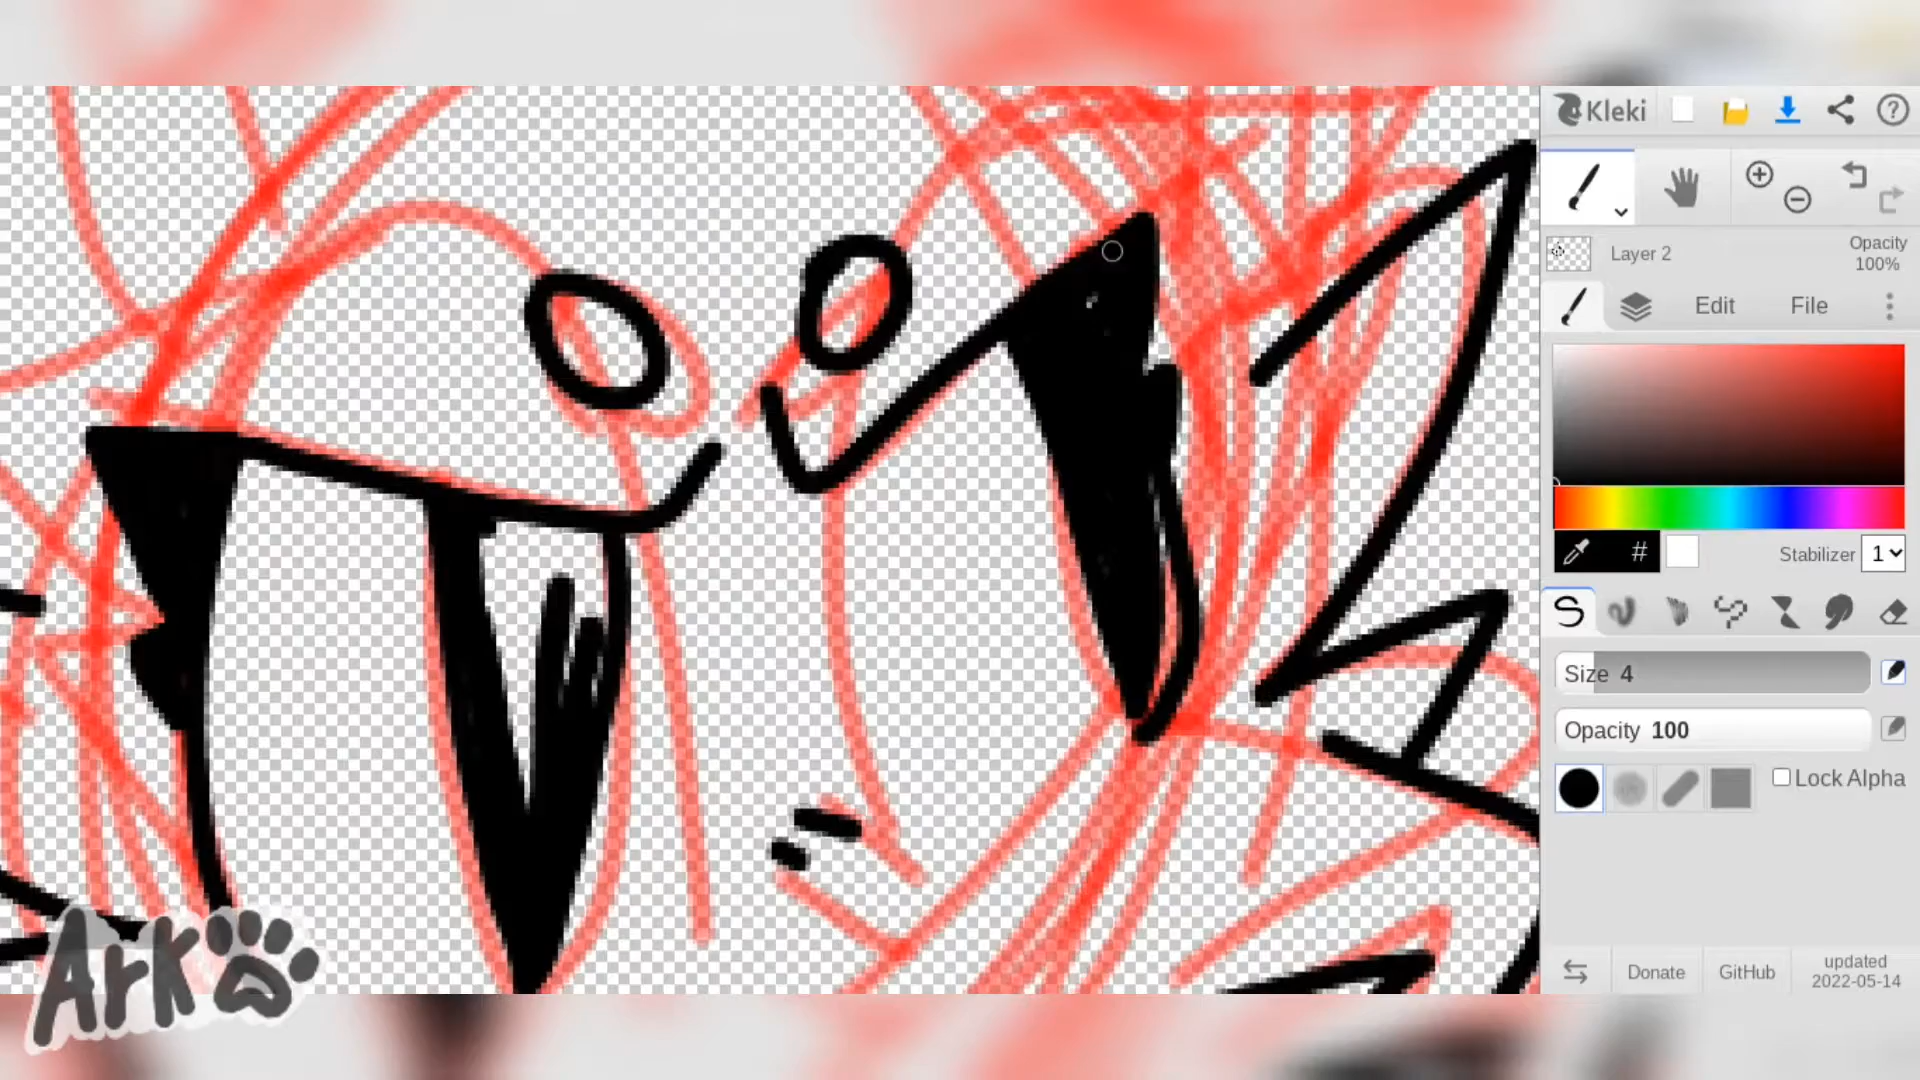 Kleki
Layer 2
Opacity
100%
Edit
File
#
Stabilizer 1
Size 4
Opacity 100
Lock Alpha
Donate
GitHub
updated
2022-05-14
Ark